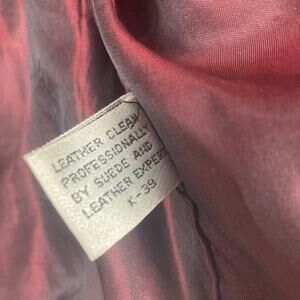 LEATHER CLEAN
PROFESSIONALLY
BY SUEDE AND
LEATHER EXPERT
K-39